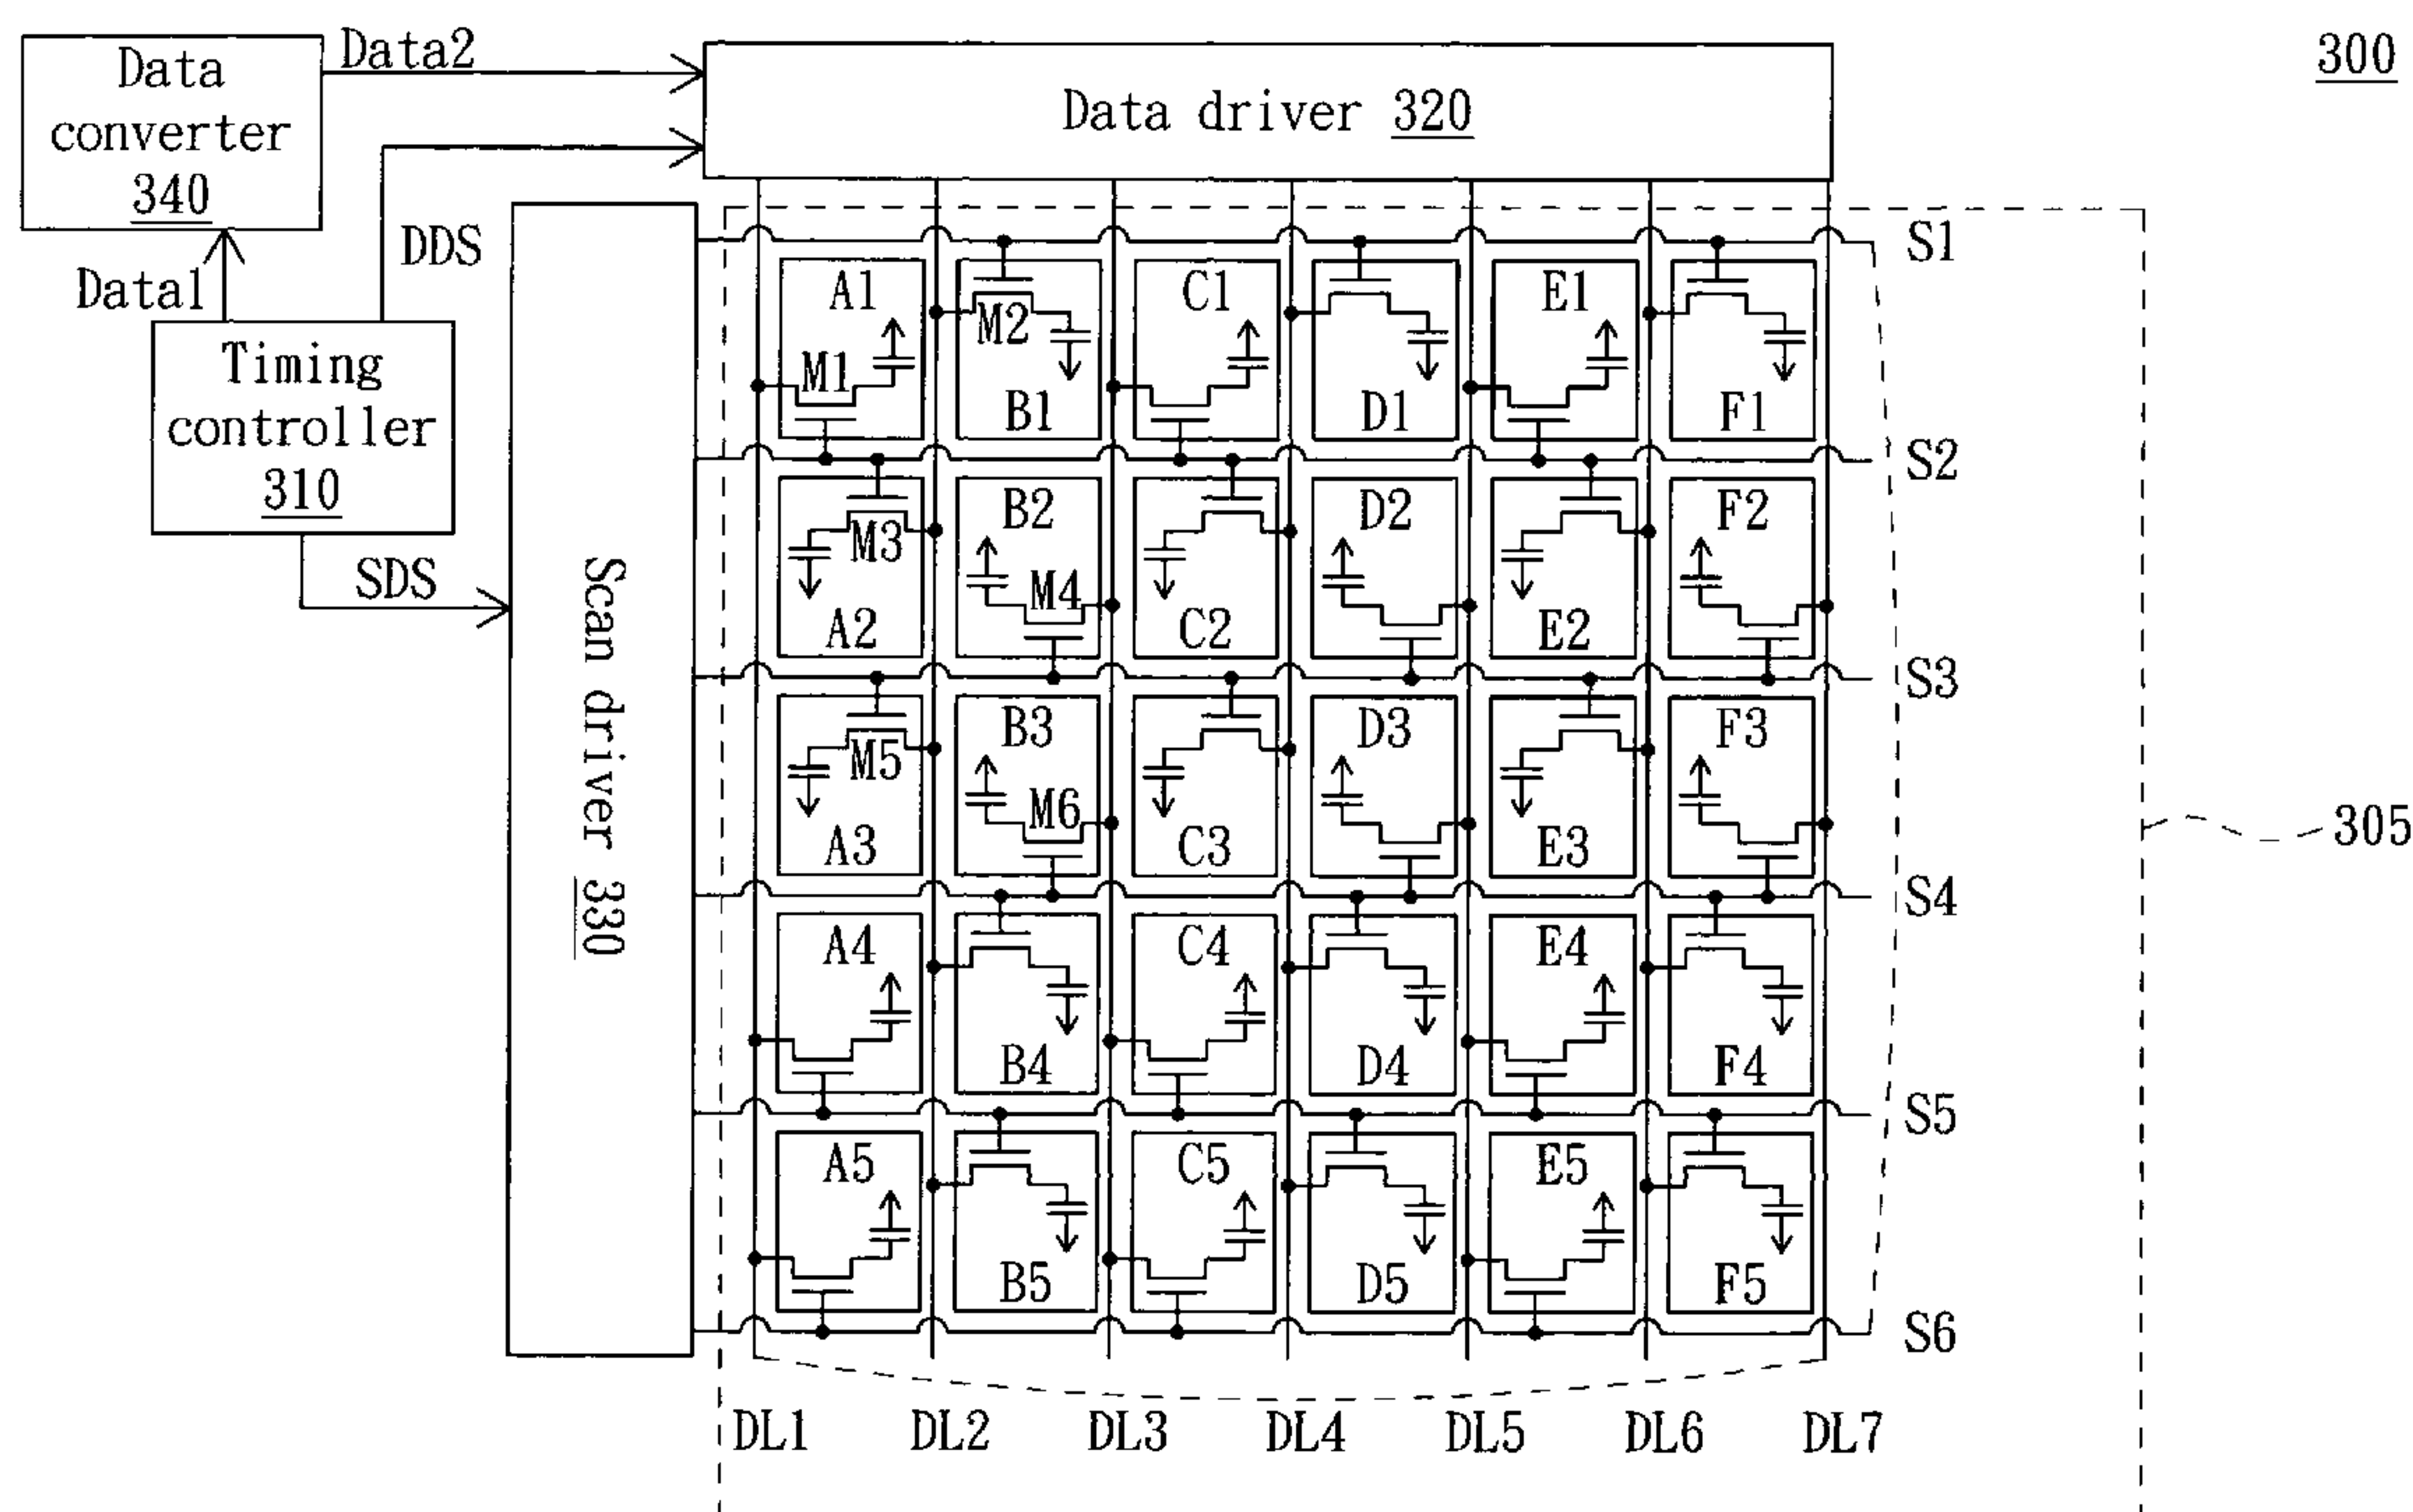 300
Data
converter
340
Data2
Data driver 320
DDS
Data1
Timing
controller
310
SDS
Scan driver 330
S1
A1
M1
M2
B1
C1
D1
E1
F1
S2
A2
M3
B2
M4
C2
D2
E2
F2
S3
A3
M5
B3
M6
C3
D3
E3
F3
305
S4
A4
B4
C4
D4
E4
F4
S5
A5
B5
C5
D5
E5
F5
S6
DL1 DL2 DL3 DL4 DL5 DL6 DL7